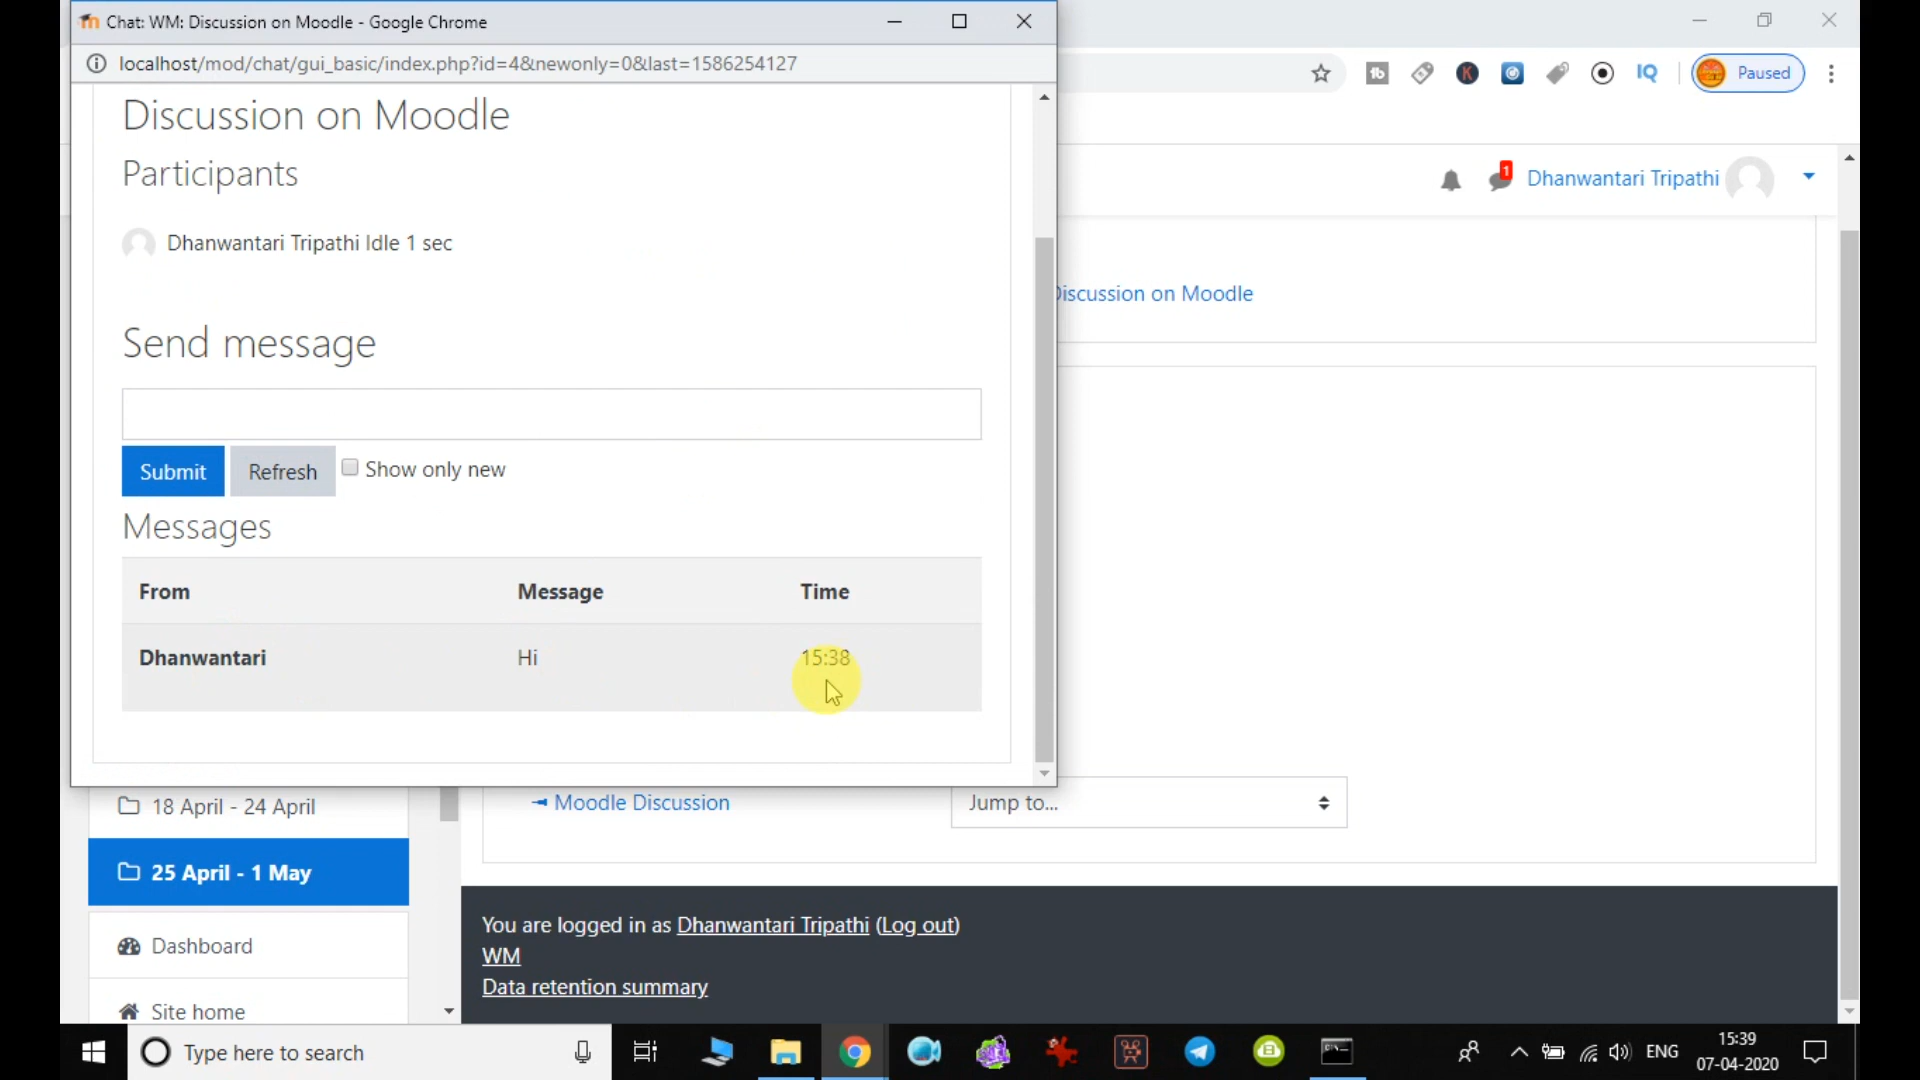 Chat: WM: Discussion on Moodle - Google Chrome
localhost/mod/chat/gui_basic/index.php?id=4&newonly=0&last=1586254127
Paused
Discussion on Moodle
Participants
1
Dhanwantari Tripathi
Dhanwantari Tripathi Idle 1 sec
Discussion on Moodle
Send message
Submit
Refresh
Show only new
Messages
From Message Time
Dhanwantari Hi 15:38
18 April - 24 April
Moodle Discussion
Jump to...
25 April - 1 May
You are logged in as Dhanwantari Tripathi (Log out)
Dashboard
WM
Data retention summary
Site home
Type here to search
ENG
15:39
07-04-2020